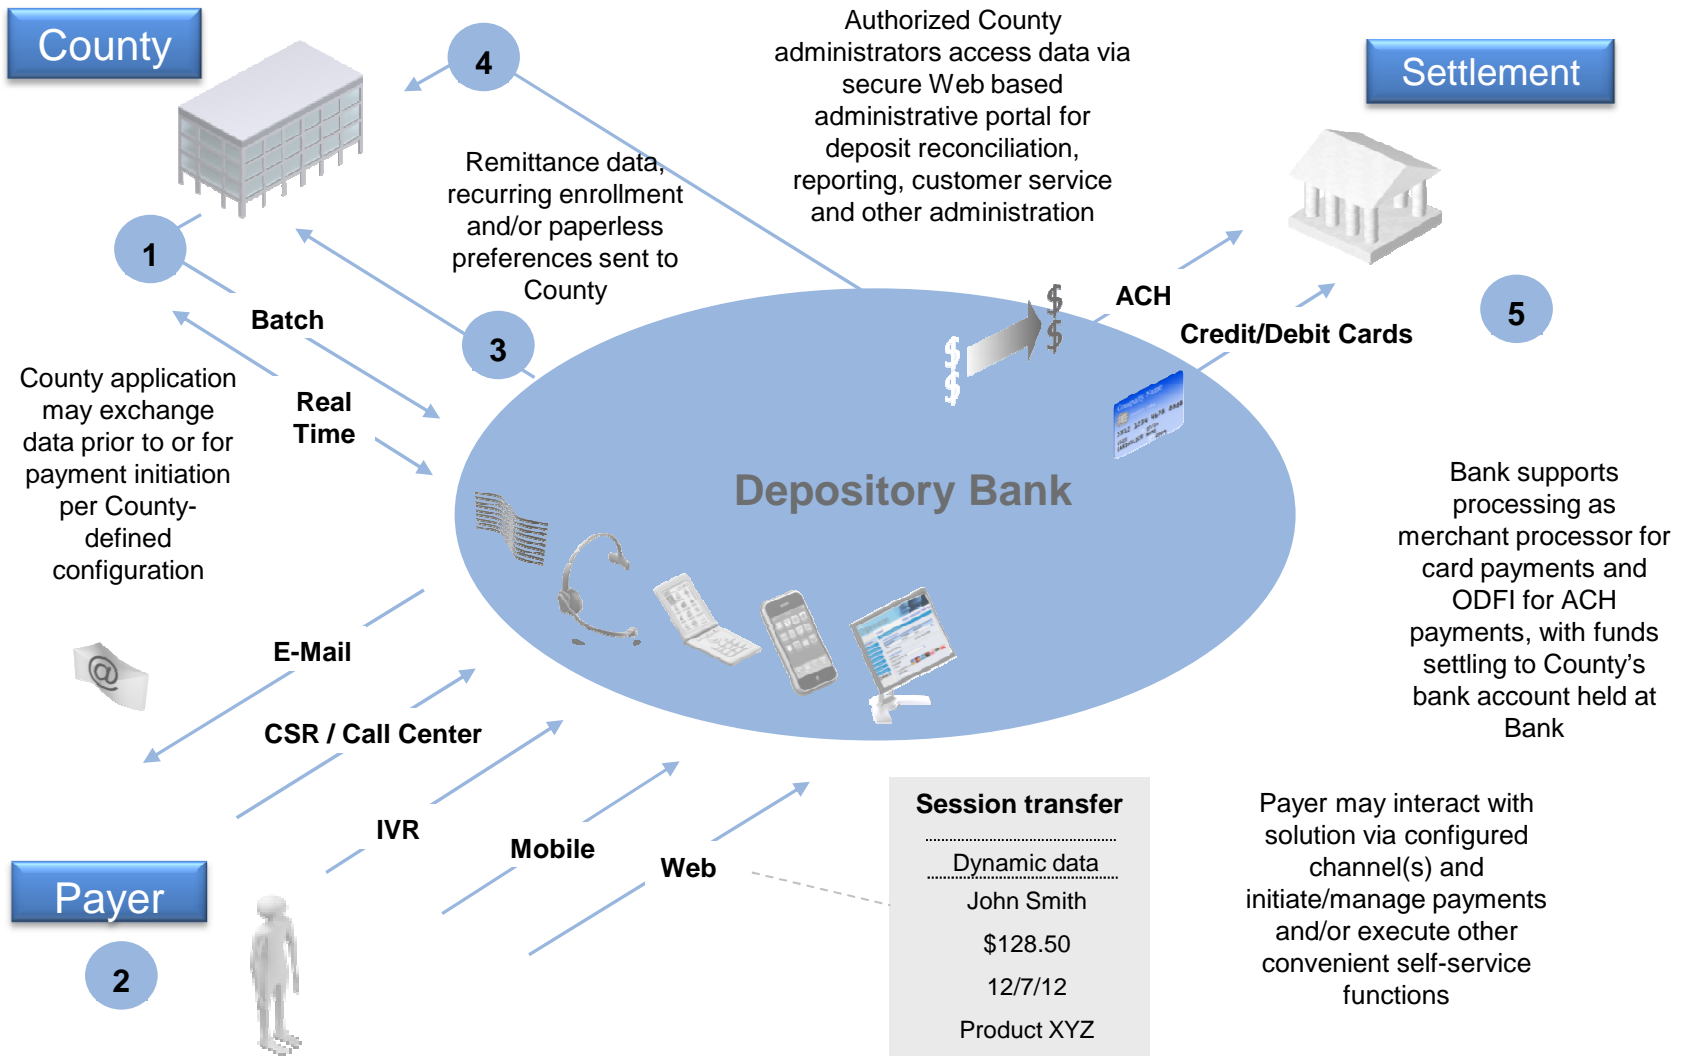 County
4
Authorized County
administrators access data via
secure Web based
administrative portal for
deposit reconciliation,
reporting, customer service
and other administration
Settlement
Remittance data,
recurring enrollment
and/or paperless
preferences sent to
County
1
Batch
3
Real
Time
County application
may exchange
data prior to or for
payment initiation
per County-
defined
configuration
$
$
$
$
ACH
Credit/Debit Cards
5
Depository Bank
Bank supports
processing as
merchant processor for
card payments and
ODFI for ACH
payments, with funds
settling to County’s
bank account held at
Bank
@
E-Mail
CSR / Call Center
IVR
Mobile
Web
Payer
2
Session transfer
Dynamic data
John Smith
$128.50
12/7/12
Product XYZ
Payer may interact with
solution via configured
channel(s) and
initiate/manage payments
and/or execute other
convenient self-service
functions